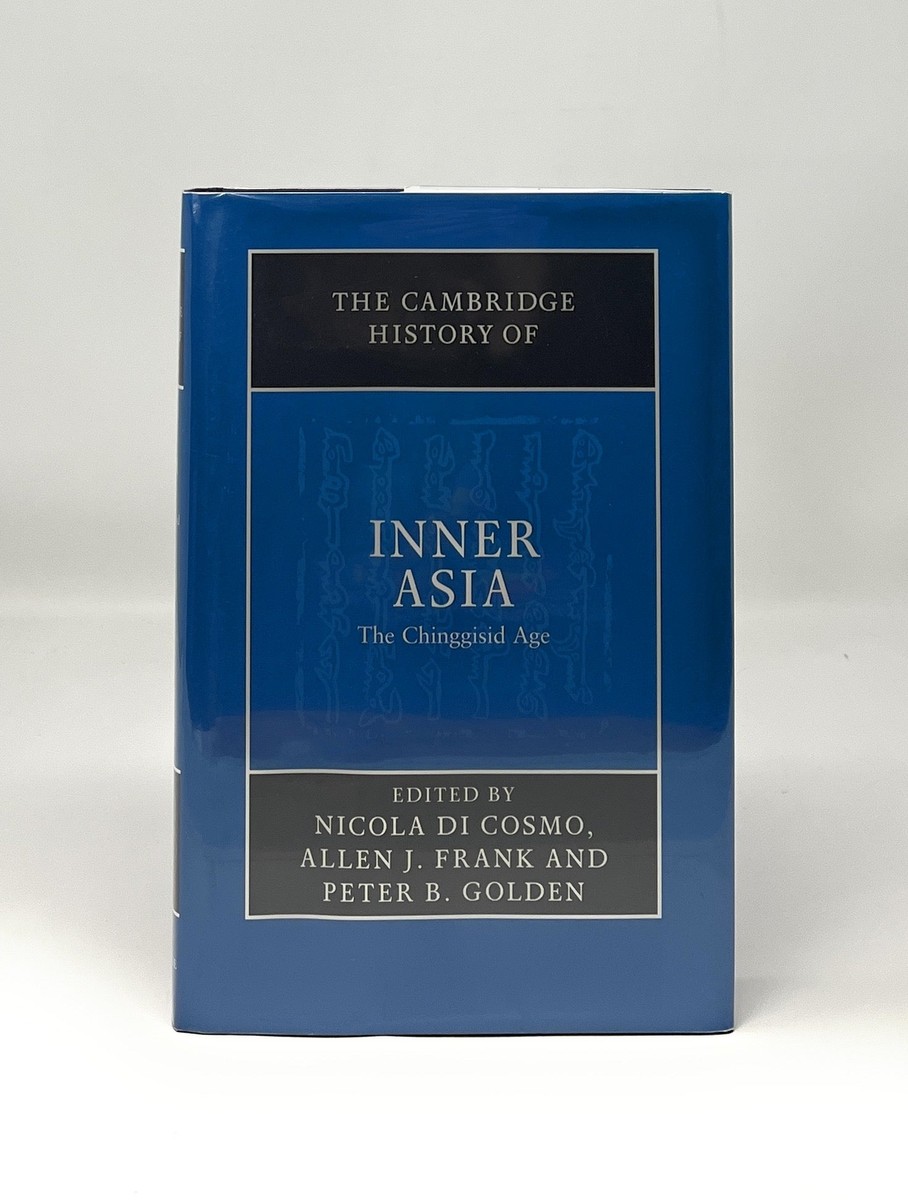 THE CAMBRIDGE
HISTORY OF
INNER
ASIA
The Chinggisid Age
EDITED BY
NICOLA DI COSMO,
ALLEN J. FRANK AND
PETER B. GOLDEN